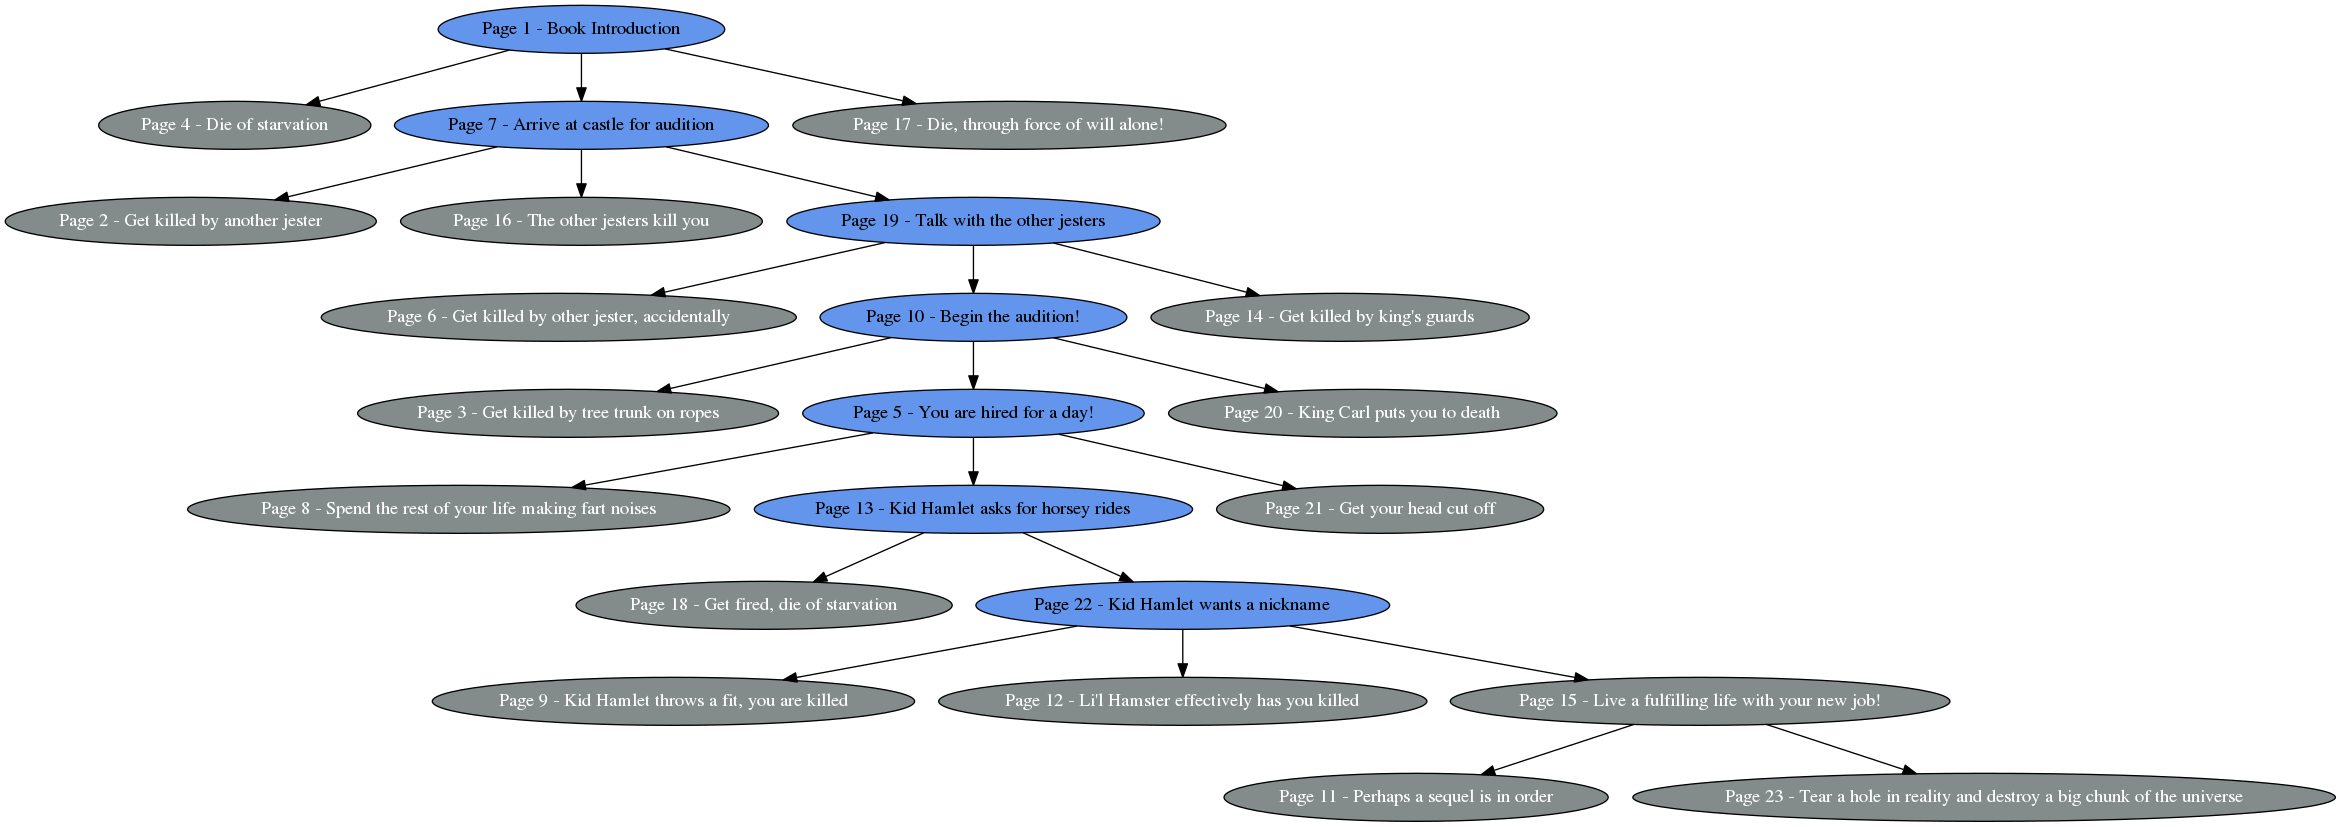 Page 1 - Book Introduction
Page 4 - Die of starvation
Page 7 - Arrive at castle for audition
Page 17 - Die, through force of will alone!
Page 2 - Get killed by another jester
Page 16 - The other jesters kill you
Page 19 - Talk with the other jesters
Page 6 - Get killed by other jester, accidentally
Page 10 - Begin the audition!
Page 14 - Get killed by king's guards
Page 3 - Get killed by tree trunk on ropes
Page 5 - You are hired for a day!
Page 20 - King Carl puts you to death
Page 8 - Spend the rest of your life making fart noises
Page 13 - Kid Hamlet asks for horsey rides
Page 21 - Get your head cut off
Page 18 - Get fired, die of starvation
Page 22 - Kid Hamlet wants a nickname
Page 9 - Kid Hamlet throws a fit, you are killed
Page 12 - Li'l Hamster effectively has you killed
Page 15 - Live a fulfilling life with your new job!
Page 11 - Perhaps a sequel is in order
Page 23 - Tear a hole in reality and destroy a big chunk of the universe